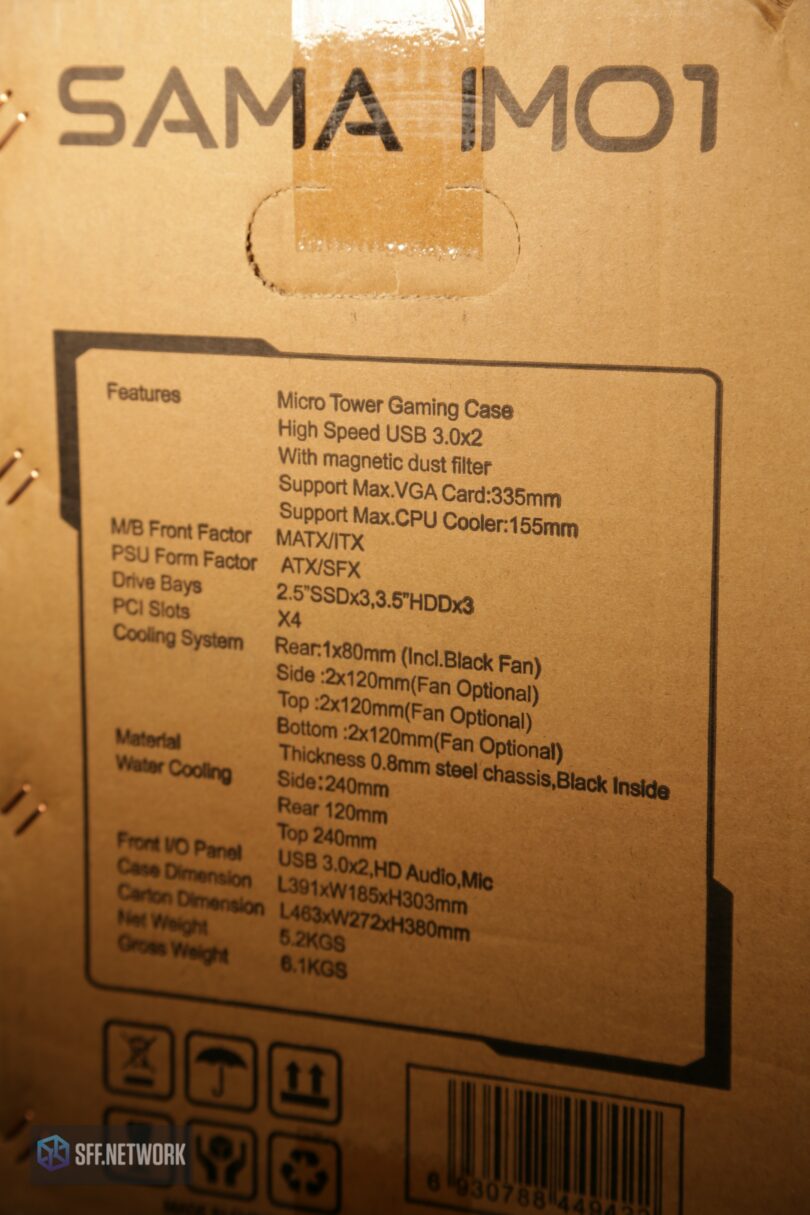 SAMA IM01
Features Micro Tower Gaming Case
High Speed USB 3.0x2
With magnetic dust filter
Support Max.VGA Card:335mm
Support Max.CPU Cooler:155mm
M/B Front Factor MATX/ITX
PSU Form Factor ATX/SFX
Drive Bays 2.5"SSDx3,3.5"HDDx3
PCI Slots X4
Cooling System Rear:1x80mm (Incl.Black Fan)
Side :2x120mm(Fan Optional)
Top :2x120mm(Fan Optional)
Bottom :2x120mm(Fan Optional)
Material Thickness 0.8mm steel chassis,Black Inside
Water Cooling Side:240mm
Rear 120mm
Top 240mm
Front I/O Panel USB 3.0x2,HD Audio,Mic
Case Dimension L391xW185xH303mm
Carton Dimension L463xW272xH380mm
Net Weight 5.2KGS
Gross Weight 6.1KGS
SFF.NETWORK
6 930788